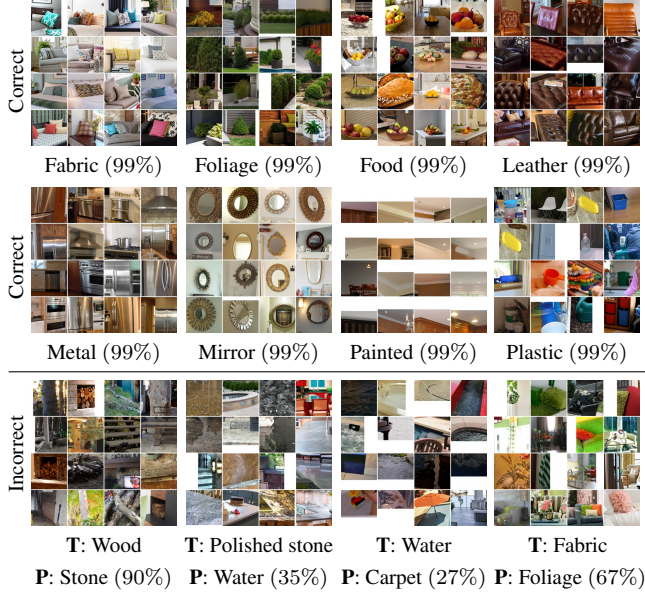 Correct
Fabric (99%) Foliage (99%) Food (99%) Leather (99%)
Correct
Metal (99%) Mirror (99%) Painted (99%) Plastic (99%)
Incorrect
T: Wood T: Polished stone T: Water T: Fabric
P: Stone (90%) P: Water (35%) P: Carpet (27%) P: Foliage (67%)